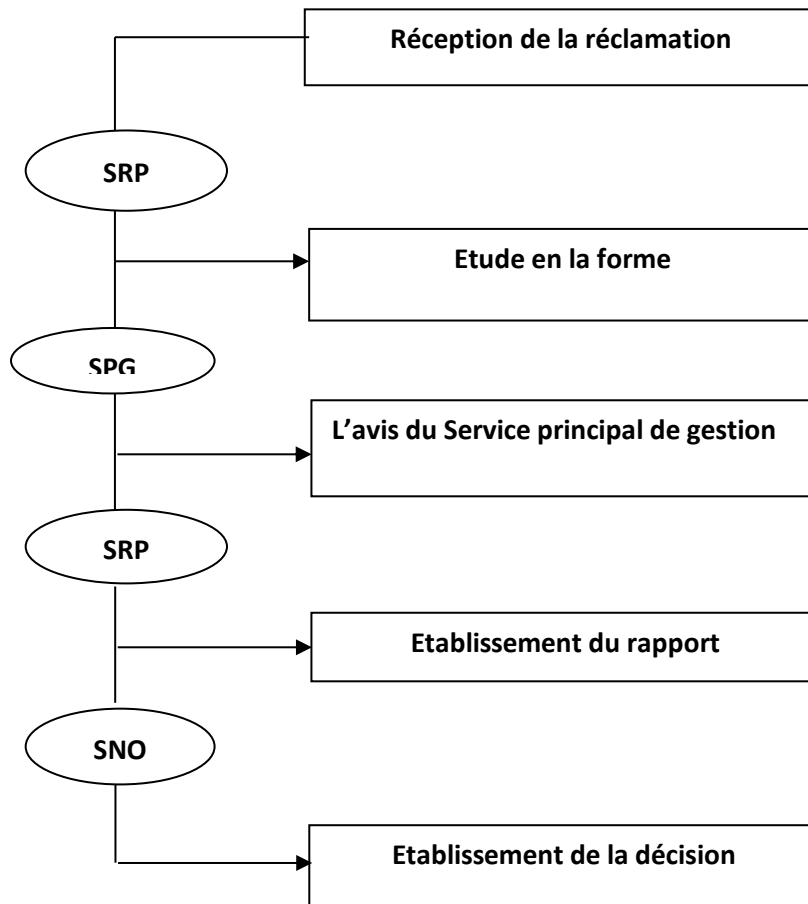 Réception de la réclamation
SRP
Etude en la forme
SPG
L’avis du Service principal de gestion
SRP
Etablissement du rapport
SNO
Etablissement de la décision